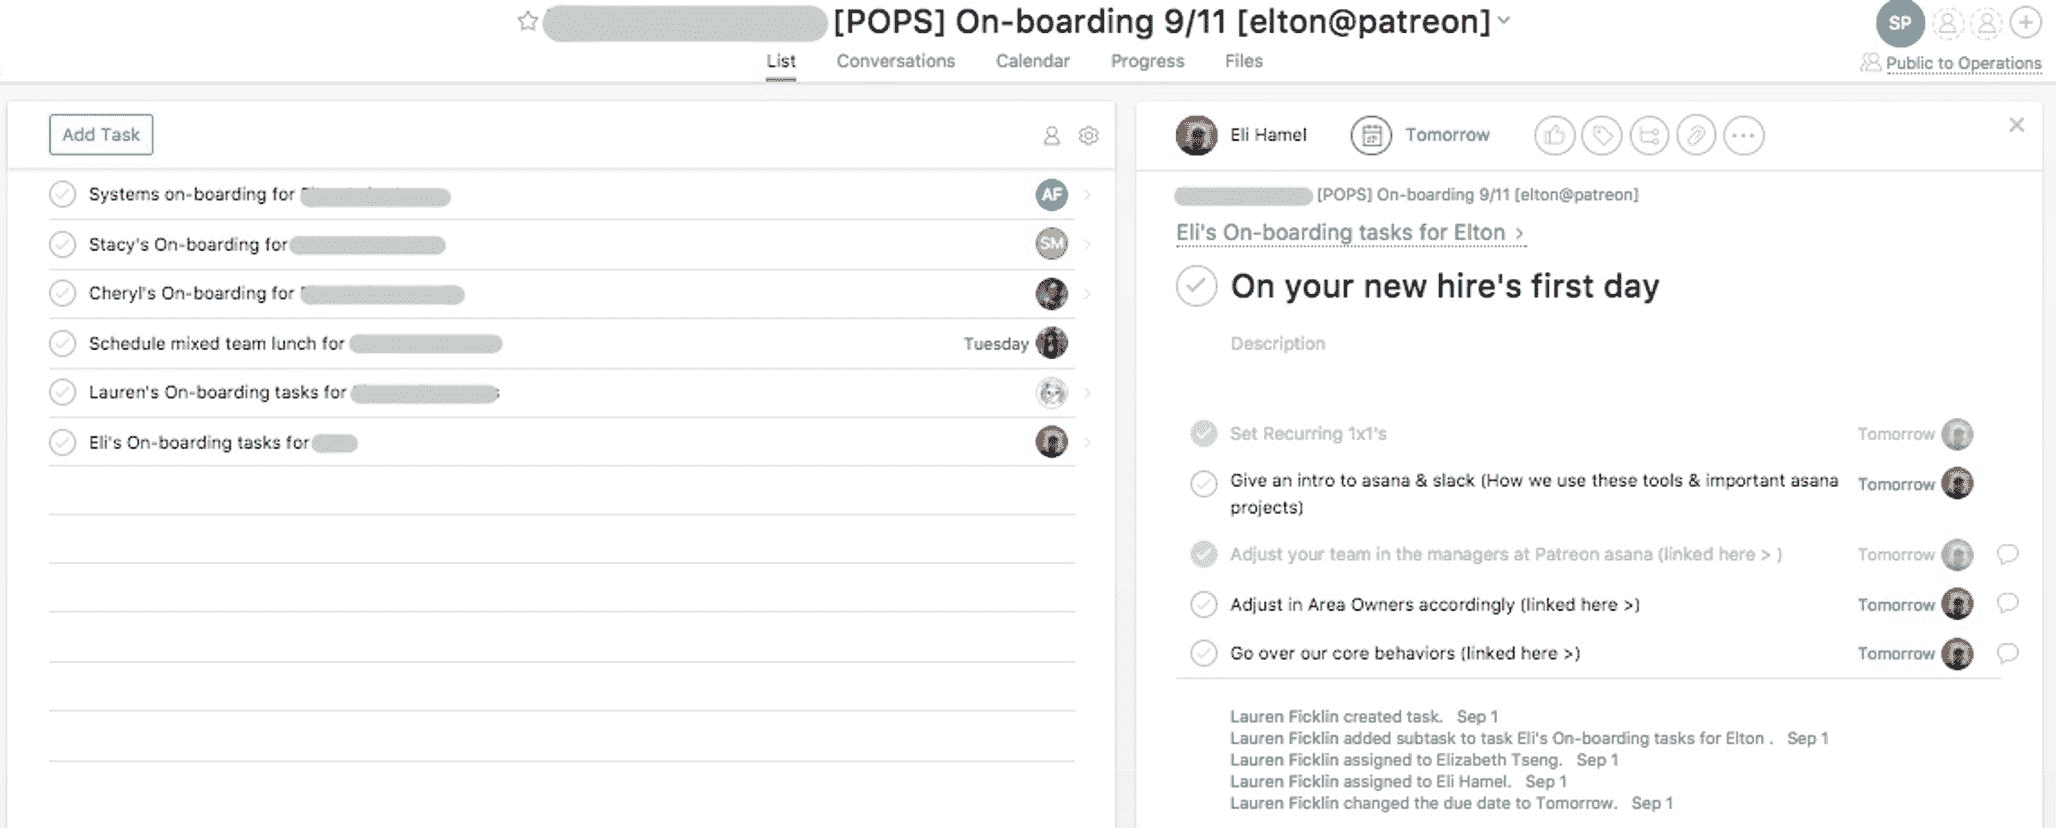 [POPS] On-boarding 9/11 [elton@patreon]
SP
List Conversations Calendar Progress Files
Public to Operations
Add Task
Systems on-boarding for
AF
Stacy's On-boarding for
SM
Cheryl's On-boarding for
Schedule mixed team lunch for
Tuesday
Lauren's On-boarding tasks for
Eli's On-boarding tasks for
Eli Hamel
Tomorrow
[POPS] On-boarding 9/11 [elton@patreon]
Eli's On-boarding tasks for Elton >
On your new hire's first day
Description
Set Recurring 1x1's
Tomorrow
Give an intro to asana & slack (How we use these tools & important asana
projects)
Tomorrow
Adjust your team in the managers at Patreon asana (linked here > )
Tomorrow
Adjust in Area Owners accordingly (linked here >)
Tomorrow
Go over our core behaviors (linked here >)
Tomorrow
Lauren Ficklin created task. Sep 1
Lauren Ficklin added subtask to task Eli's On-boarding tasks for Elton . Sep 1
Lauren Ficklin assigned to Elizabeth Tseng. Sep 1
Lauren Ficklin assigned to Eli Hamel. Sep 1
Lauren Ficklin changed the due date to Tomorrow. Sep 1